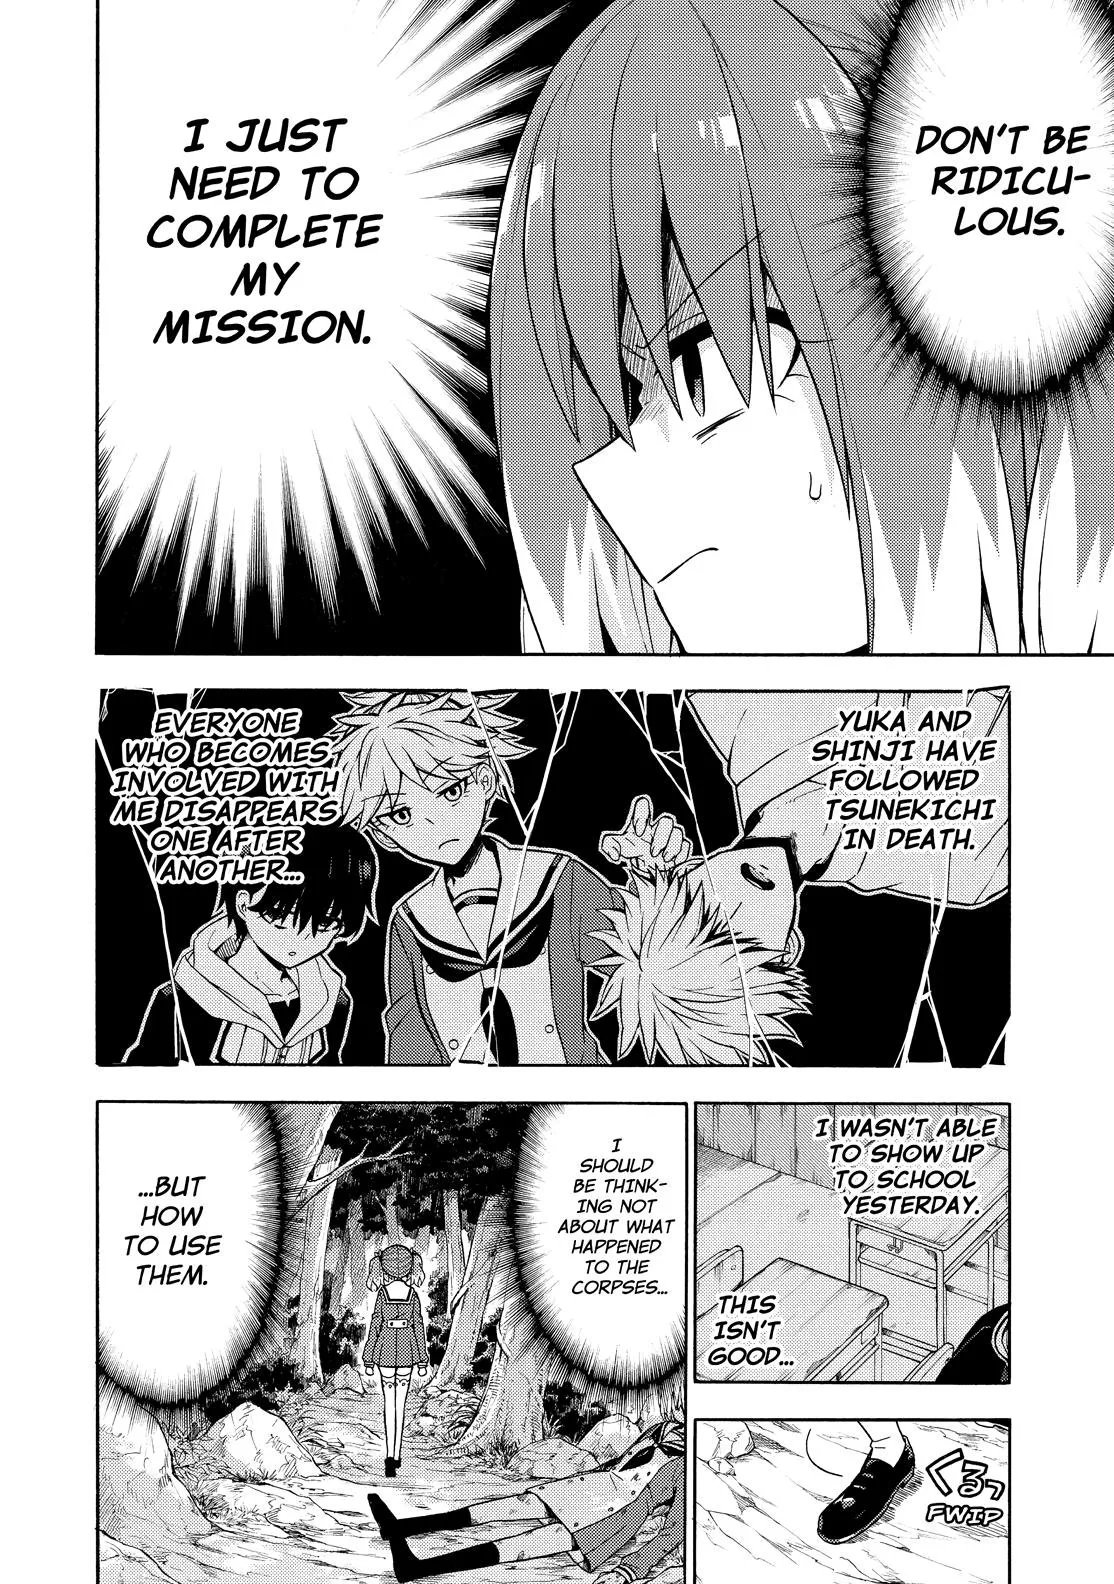 DON'T BE
RIDICU-
LOUS.
I JUST
NEED TO
COMPLETE
MY
MISSION.
YUKA AND
SHINJI HAVE
FOLLOWED
TSUNEKICHI
IN DEATH.
EVERYONE
WHO BECOMES
INVOLVED WITH
ME DISAPPEARS
ONE AFTER
ANOTHER...
I WASN'T ABLE
TO SHOW UP
TO SCHOOL
YESTERDAY.
THIS
ISN'T
GOOD...
くるっ
FWIP
I
SHOULD
BE THINK-
ING NOT
ABOUT WHAT
HAPPENED
TO THE
CORPSES...
...BUT
HOW
TO USE
THEM.